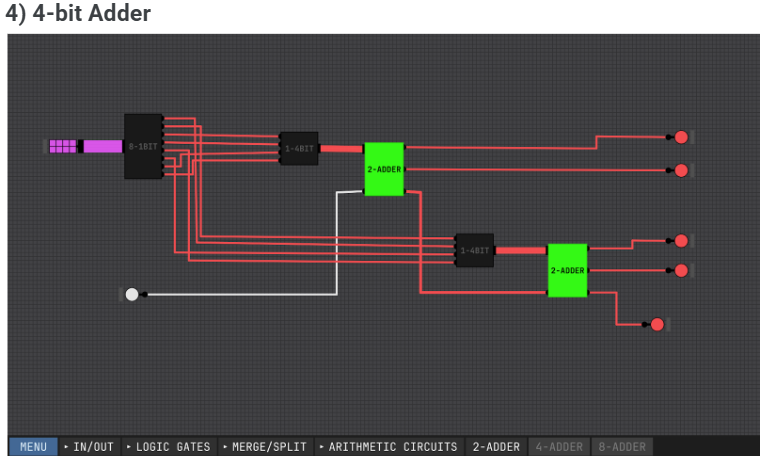 4) 4-bit Adder
8-1BIT
1-4BIT
2-ADDER
1-4BIT
2-ADDER
MENU ▸ IN/OUT ▸ LOGIC GATES ▸ MERGE/SPLIT ▸ ARITHMETIC CIRCUITS 2-ADDER 4-ADDER 8-ADDER